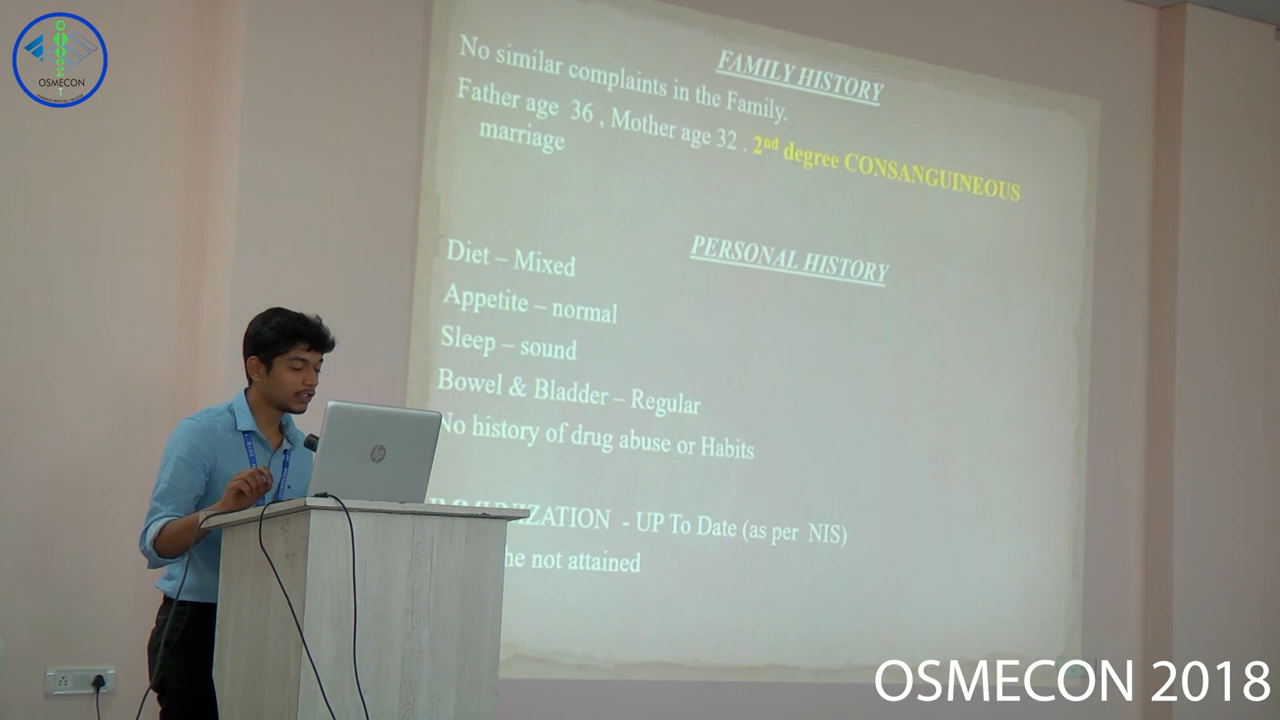 OSMECON
FAMILY HISTORY
No similar complaints in the Family.
Father age 36 , Mother age 32 . 2nd degree CONSANGUINEOUS
marriage
PERSONAL HISTORY
Diet – Mixed
Appetite – normal
Sleep – sound
Bowel & Bladder – Regular
No history of drug abuse or Habits
IMMUNIZATION - UP To Date (as per NIS)
not attained
hp
OSMECON 2018